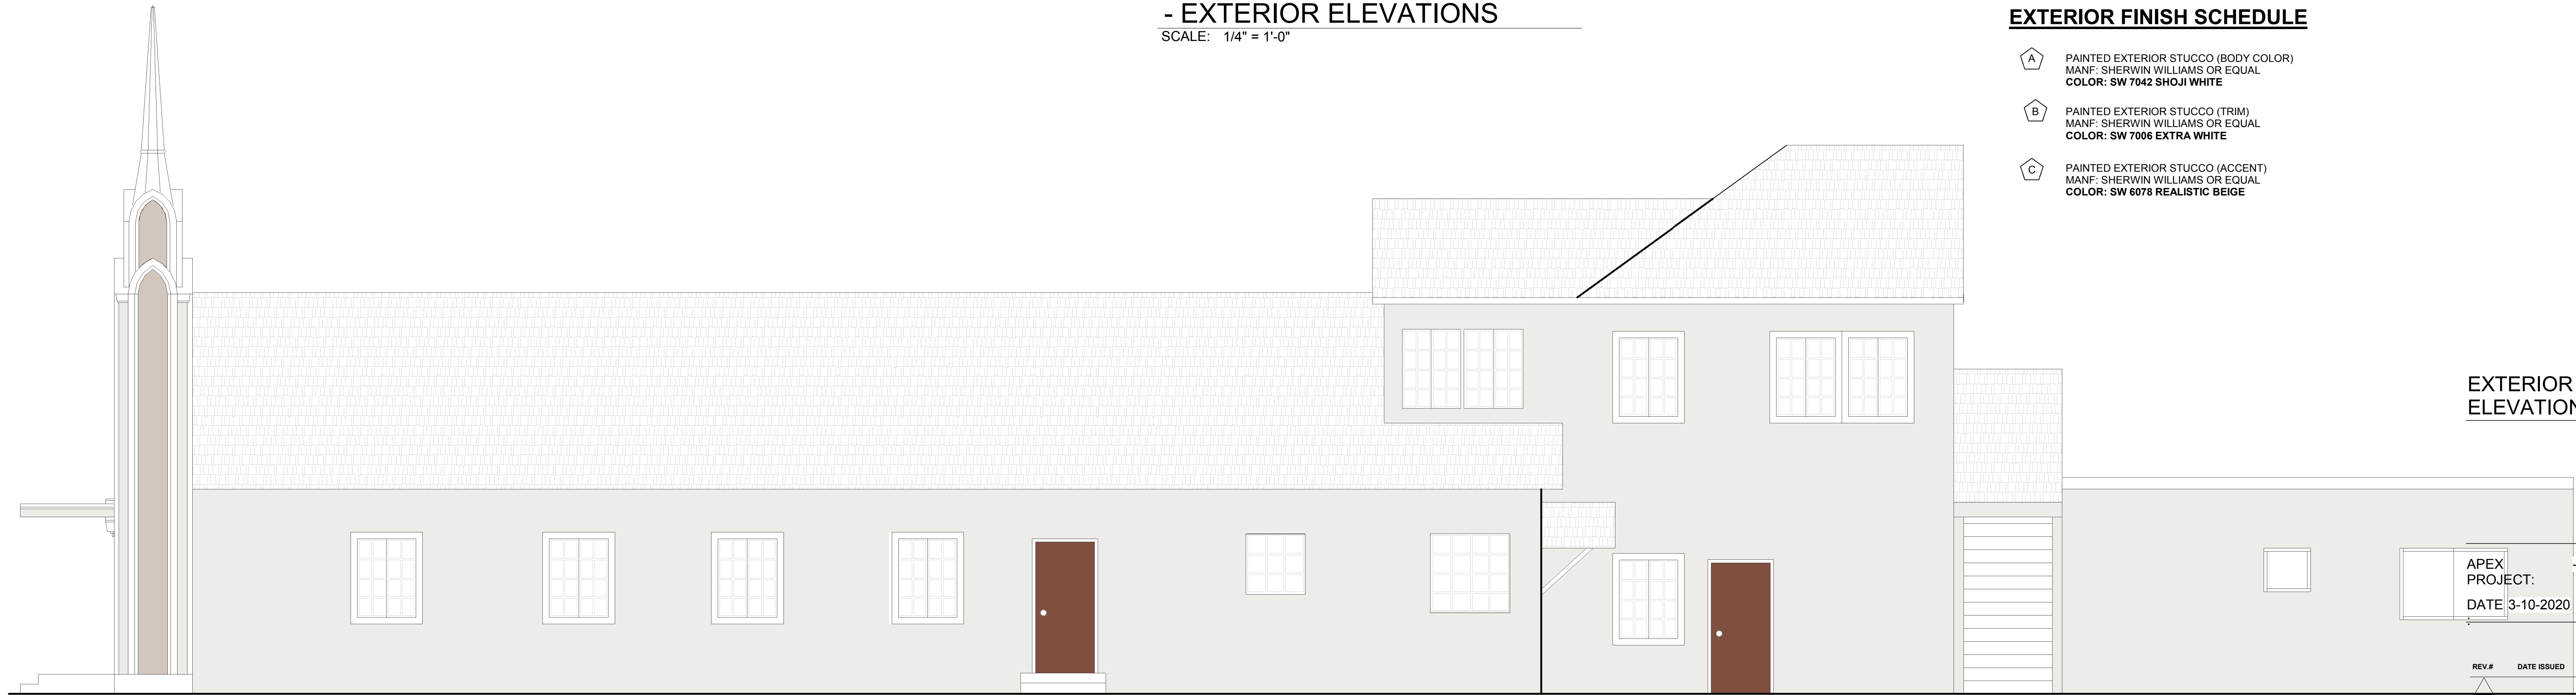 - EXTERIOR ELEVATIONS
SCALE: 1/4" = 1'-0"
EXTERIOR FINISH SCHEDULE
A
PAINTED EXTERIOR STUCCO (BODY COLOR)
MANF: SHERWIN WILLIAMS OR EQUAL
COLOR: SW 7042 SHOJI WHITE
B
PAINTED EXTERIOR STUCCO (TRIM)
MANF: SHERWIN WILLIAMS OR EQUAL
COLOR: SW 7006 EXTRA WHITE
C
PAINTED EXTERIOR STUCCO (ACCENT)
MANF: SHERWIN WILLIAMS OR EQUAL
COLOR: SW 6078 REALISTIC BEIGE
EXTERIOR
ELEVATION
APEX -
PROJECT:
DATE 3-10-2020
:
REV.# DATE ISSUED